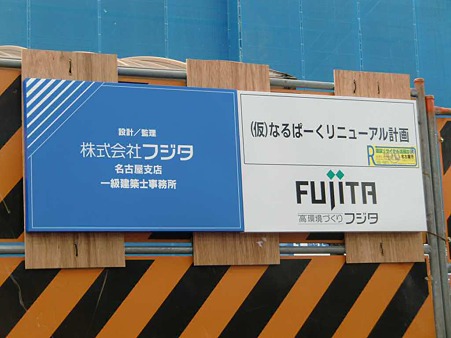 設計／監理
株式会社フジタ
名古屋支店
一級建築士事務所
(仮)なるぱーくリニューアル計画
R
FUJITA
高環境づくり フジタ